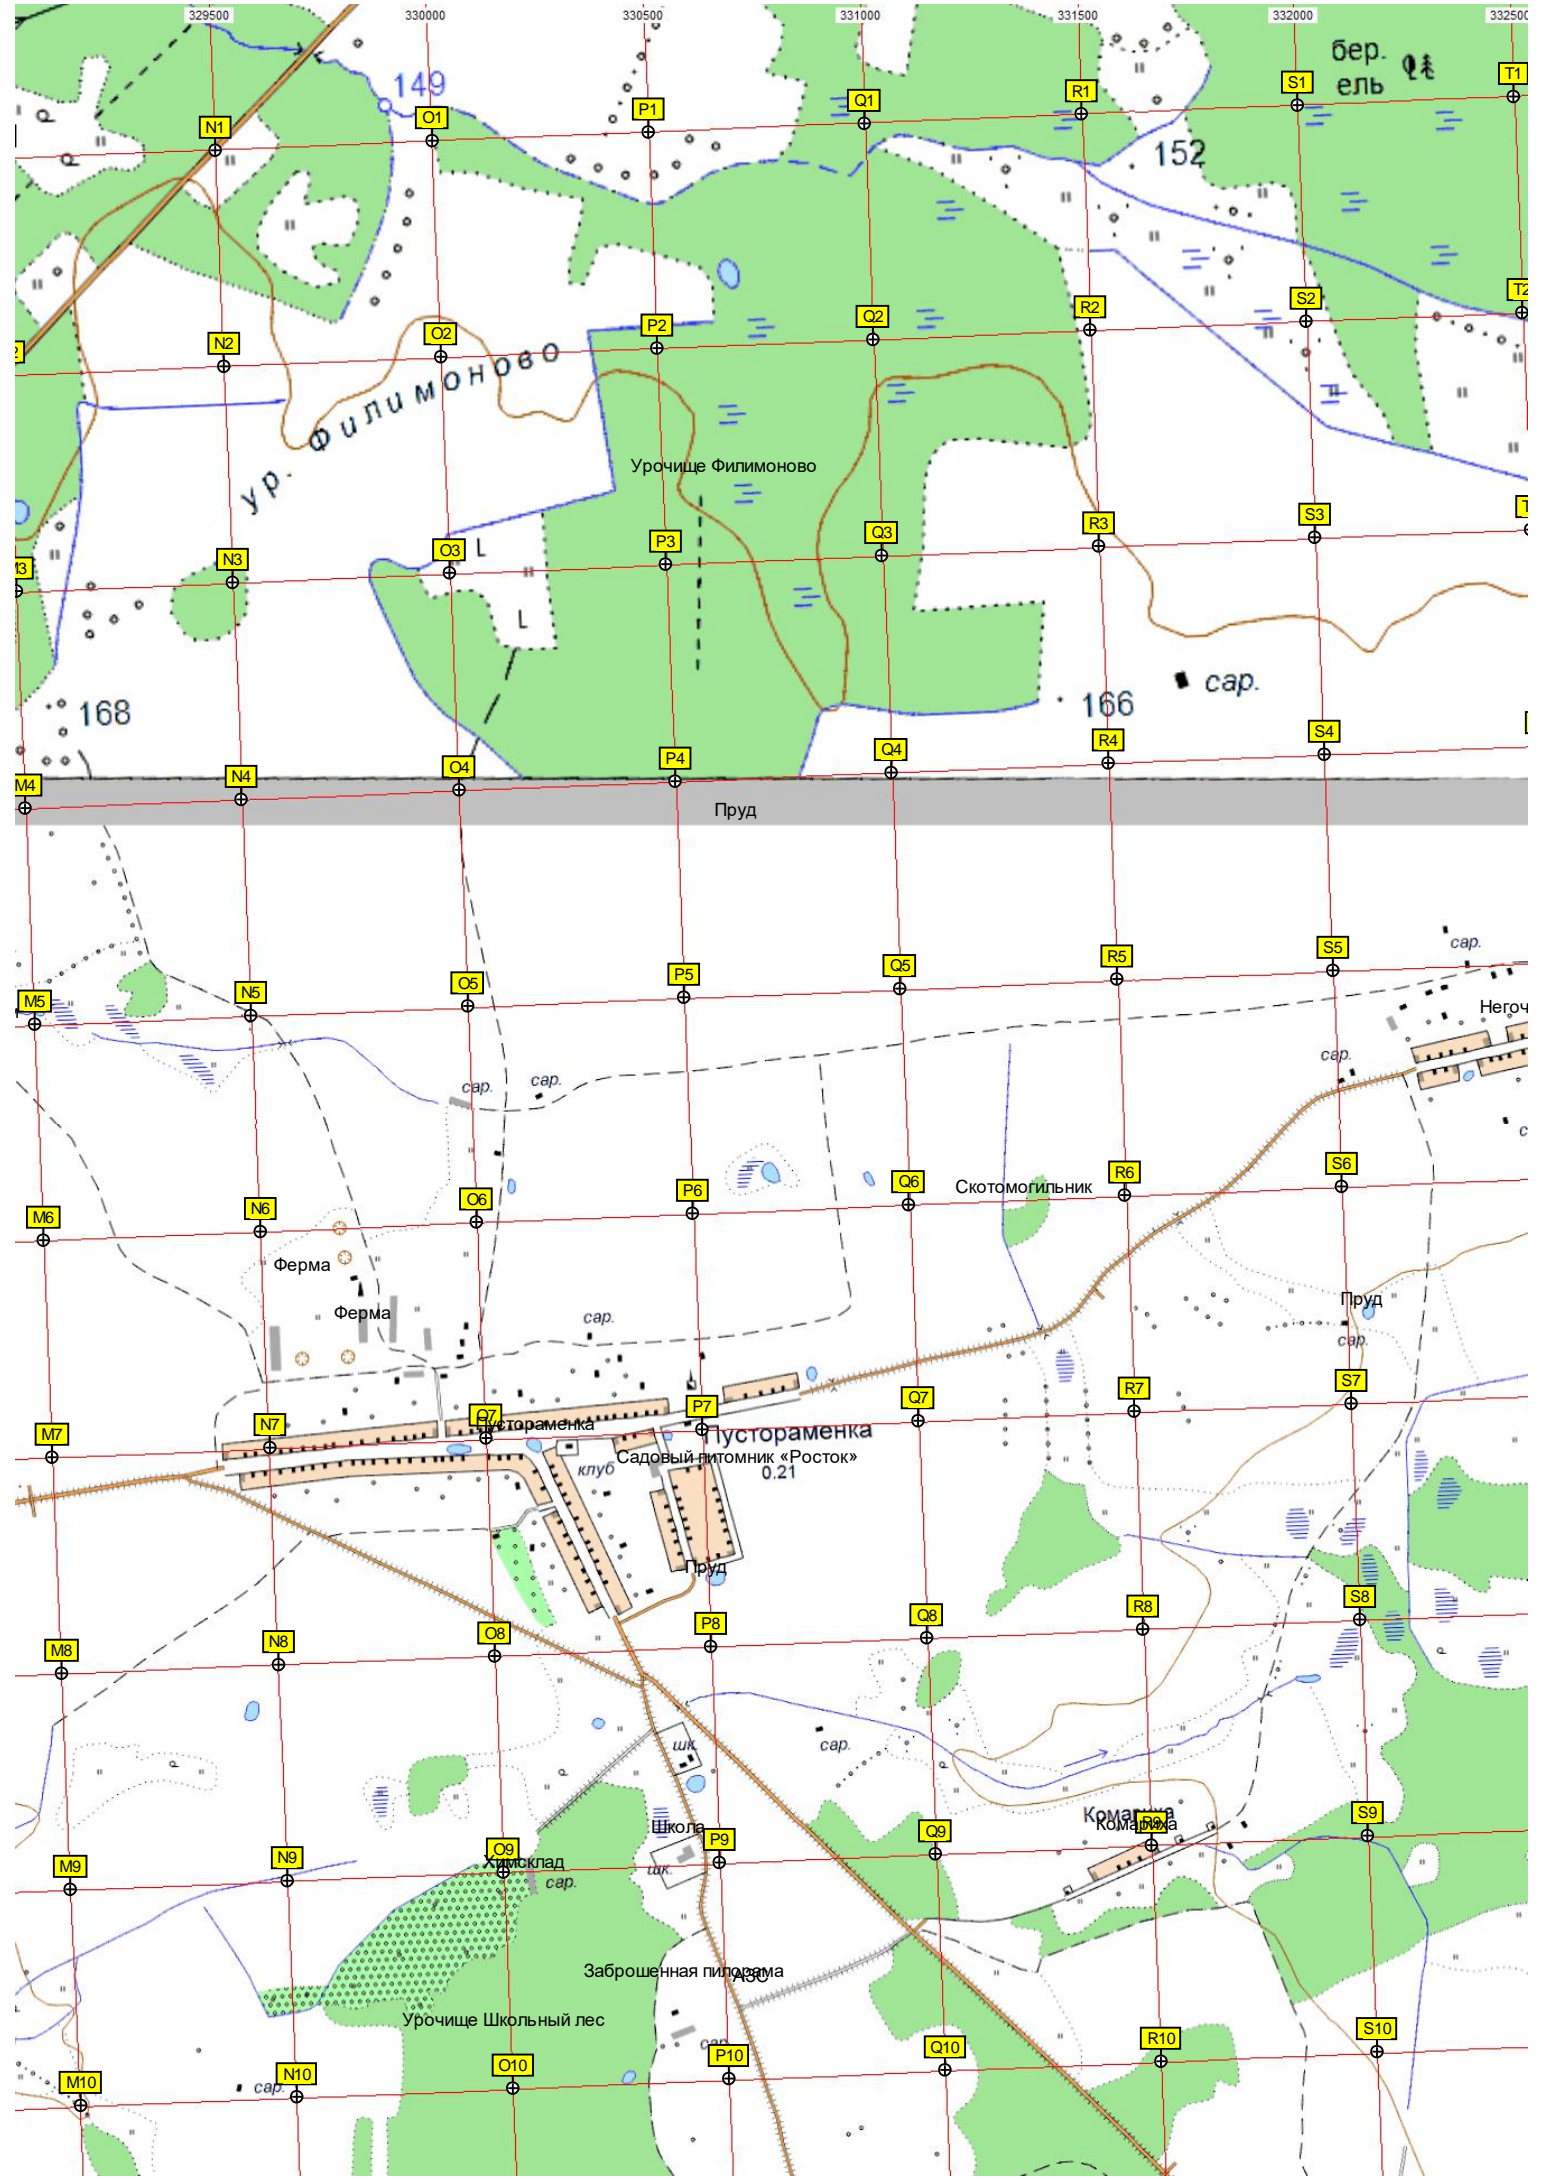 329500 330000 330500 331000 331500 332000 332500
бер.
ель
149
S1 T1
R1
Q1
P1
O1
N1
152
T2
S2
R2
Q2
P2
O2
N2
ур. Филимоново
Урочище Филимоново
S3
R3
Q3
P3
O3 L
N3
L
сар.
168
166
S4
R4
Q4
P4
O4
N4
M4
Пруд
сар.
S5
R5
Q5
P5
O5
N5
M5
Негоч
сар.
сар. сар.
S6
R6
Скотомогильник
Q6
P6
O6
N6
M6
Ферма
Ферма
Пруд
сар.
сар.
S7
R7
Q7
P7
O7
N7
M7
Пустораменка
Пустораменка
клуб
Садовый питомник «Росток»
0.21
Пруд
S8
R8
Q8
P8
O8
N8
M8
шк.
сар.
Комариха
Комариха
S9
R9
Q9
Школа
P9
O9
N9
M9
Химсклад
шк.
сар.
Заброшенная пилорама
АЗС
Урочище Школьный лес
сар.
S10
R10
Q10
P10
O10
N10
M10
сар.